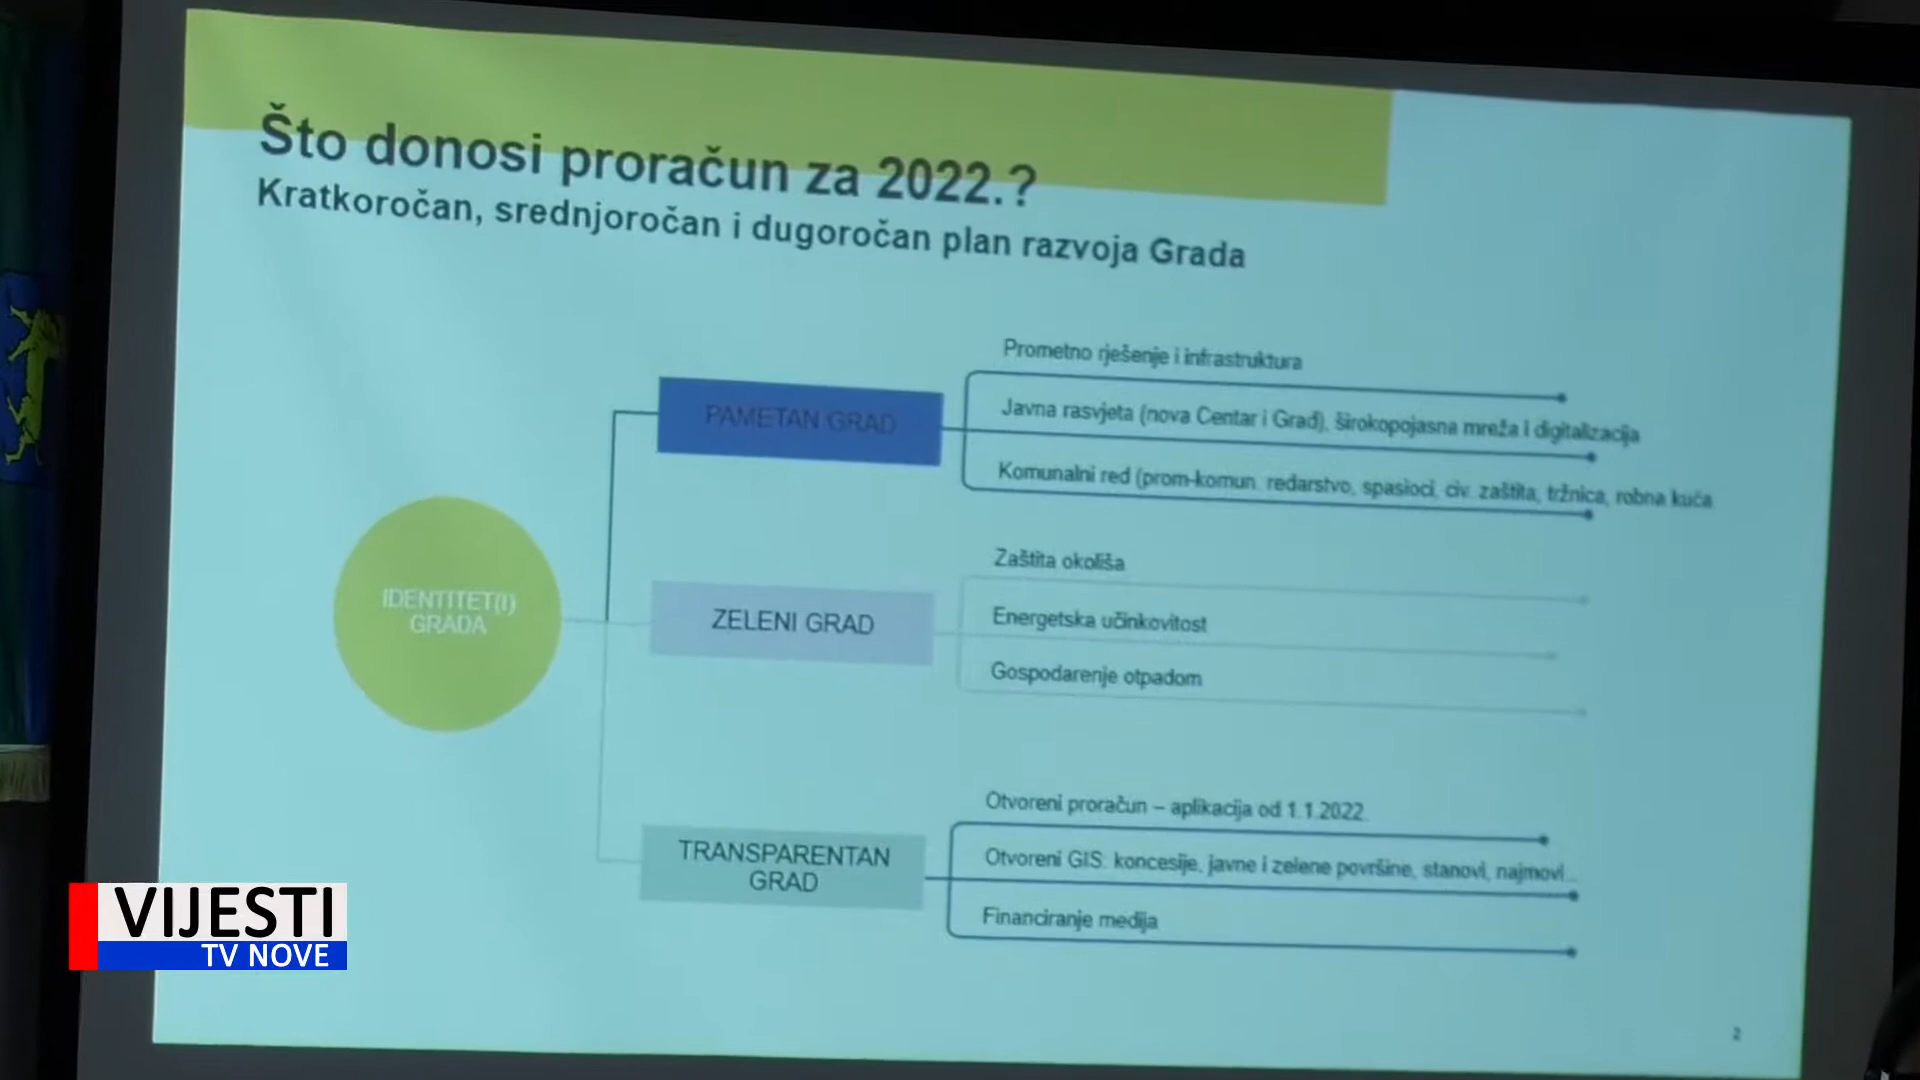 Što donosi proračun za 2022.?
Kratkoročan, srednjoročan i dugoročan plan razvoja Grada
IDENTITET(I)
GRADA
PAMETAN GRAD
Prometno rješenje i infrastruktura
Javna rasvjeta (nova Centar i Grad), širokopojasna mreža i digitalizacija
Komunalni red (prom-komun. redarstvo, spasioci, civ. zaštita, tržnica, robna kuća
ZELENI GRAD
Zaštita okoliša
Energetska učinkovitost
Gospodarenje otpadom
TRANSPARENTAN
GRAD
Otvoreni proračun – aplikacija od 1.1.2022.
Otvoreni GIS: koncesije, javne i zelene površine, stanovi, najmovi...
Financiranje medija
2
VIJESTI
TV NOVE